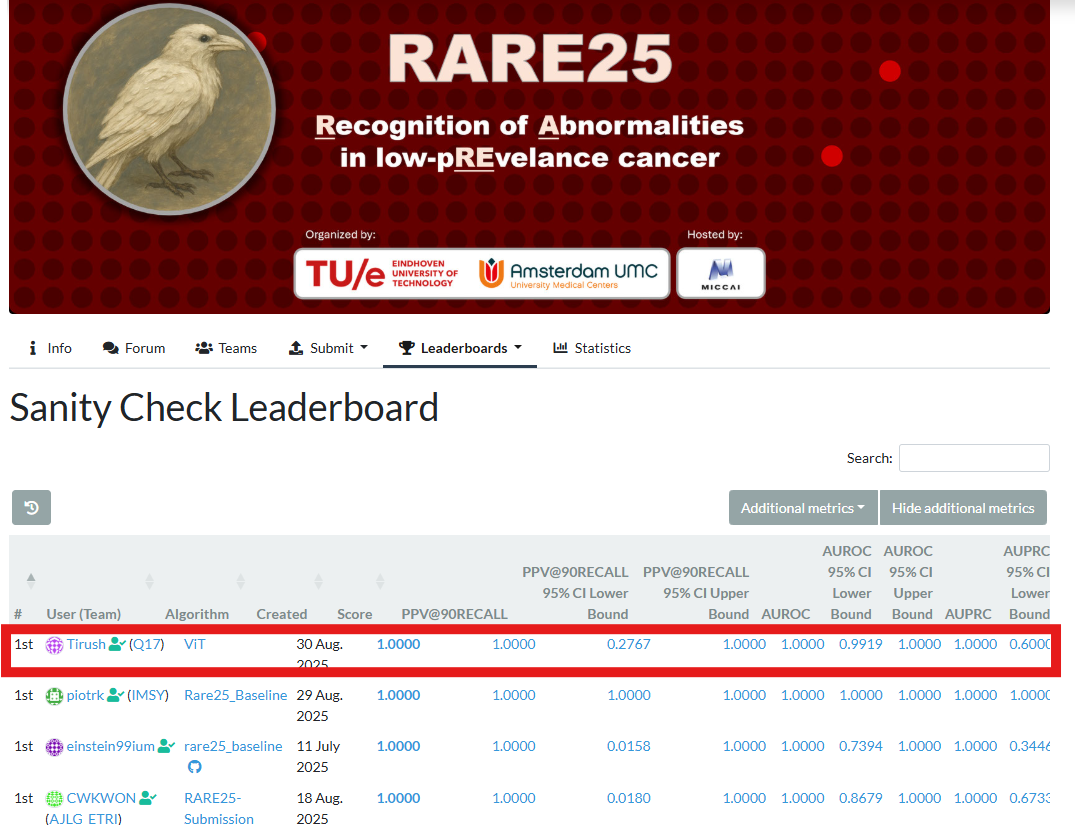 RARE25
Recognition of Abnormalities
in low-pREvelance cancer
Organized by:
Hosted by:
TU/e EINDHOVEN UNIVERSITY OF TECHNOLOGY
Amsterdam UMC
University Medical Centers
MICCAI
Info Forum Teams Submit Leaderboards Statistics
Sanity Check Leaderboard
Search:
Additional metrics Hide additional metrics
# User (Team) Algorithm Created Score PPV@90RECALL PPV@90RECALL 95% CI Lower Bound PPV@90RECALL 95% CI Upper Bound AUROC AUROC 95% CI Lower Bound AUROC 95% CI Upper Bound AUPRC AUPRC 95% CI Lower Bound
1st Tirush (Q17) ViT 30 Aug. 2025 1.0000 1.0000 0.2767 1.0000 1.0000 0.9919 1.0000 1.0000 0.6000
1st piotrk (IMSY) Rare25_Baseline 29 Aug. 2025 1.0000 1.0000 1.0000 1.0000 1.0000 1.0000 1.0000 1.0000 1.0000
1st einstein99ium rare25_baseline 11 July 2025 1.0000 1.0000 0.0158 1.0000 1.0000 0.7394 1.0000 1.0000 0.3446
1st CWKWON (AJLG_ETRI) RARE25-Submission 18 Aug. 2025 1.0000 1.0000 0.0180 1.0000 1.0000 0.8679 1.0000 1.0000 0.6733